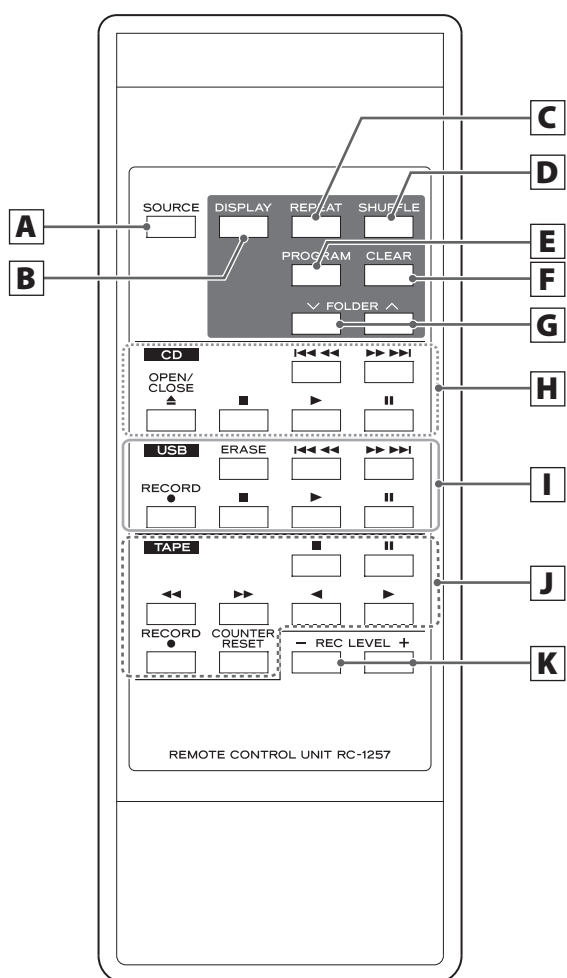 C
D
SOURCE DISPLAY REPEAT SHUFFLE
A
E
PROGRAM CLEAR
B
F
FOLDER
G
CD
OPEN/
CLOSE
H
USB ERASE
RECORD
I
TAPE
J
RECORD COUNTER
RESET
− REC LEVEL +
K
REMOTE CONTROL UNIT RC-1257